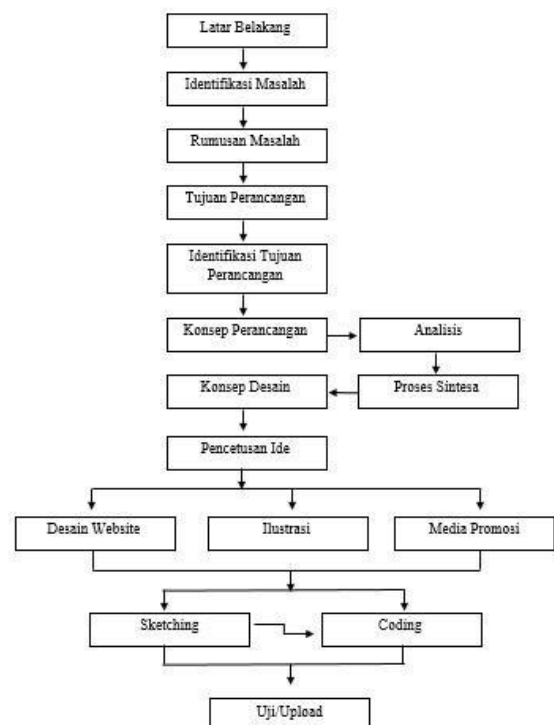 Latar Belakang
Identifikasi Masalah
Rumusan Masalah
Tujuan Perancangan
Identifikasi Tujuan
Perancangan
Konsep Perancangan
Analisis
Konsep Desain
Proses Sintesa
Pencetusan Ide
Desain Website
Ilustrasi
Media Promosi
Sketching
Coding
Uji/Upload